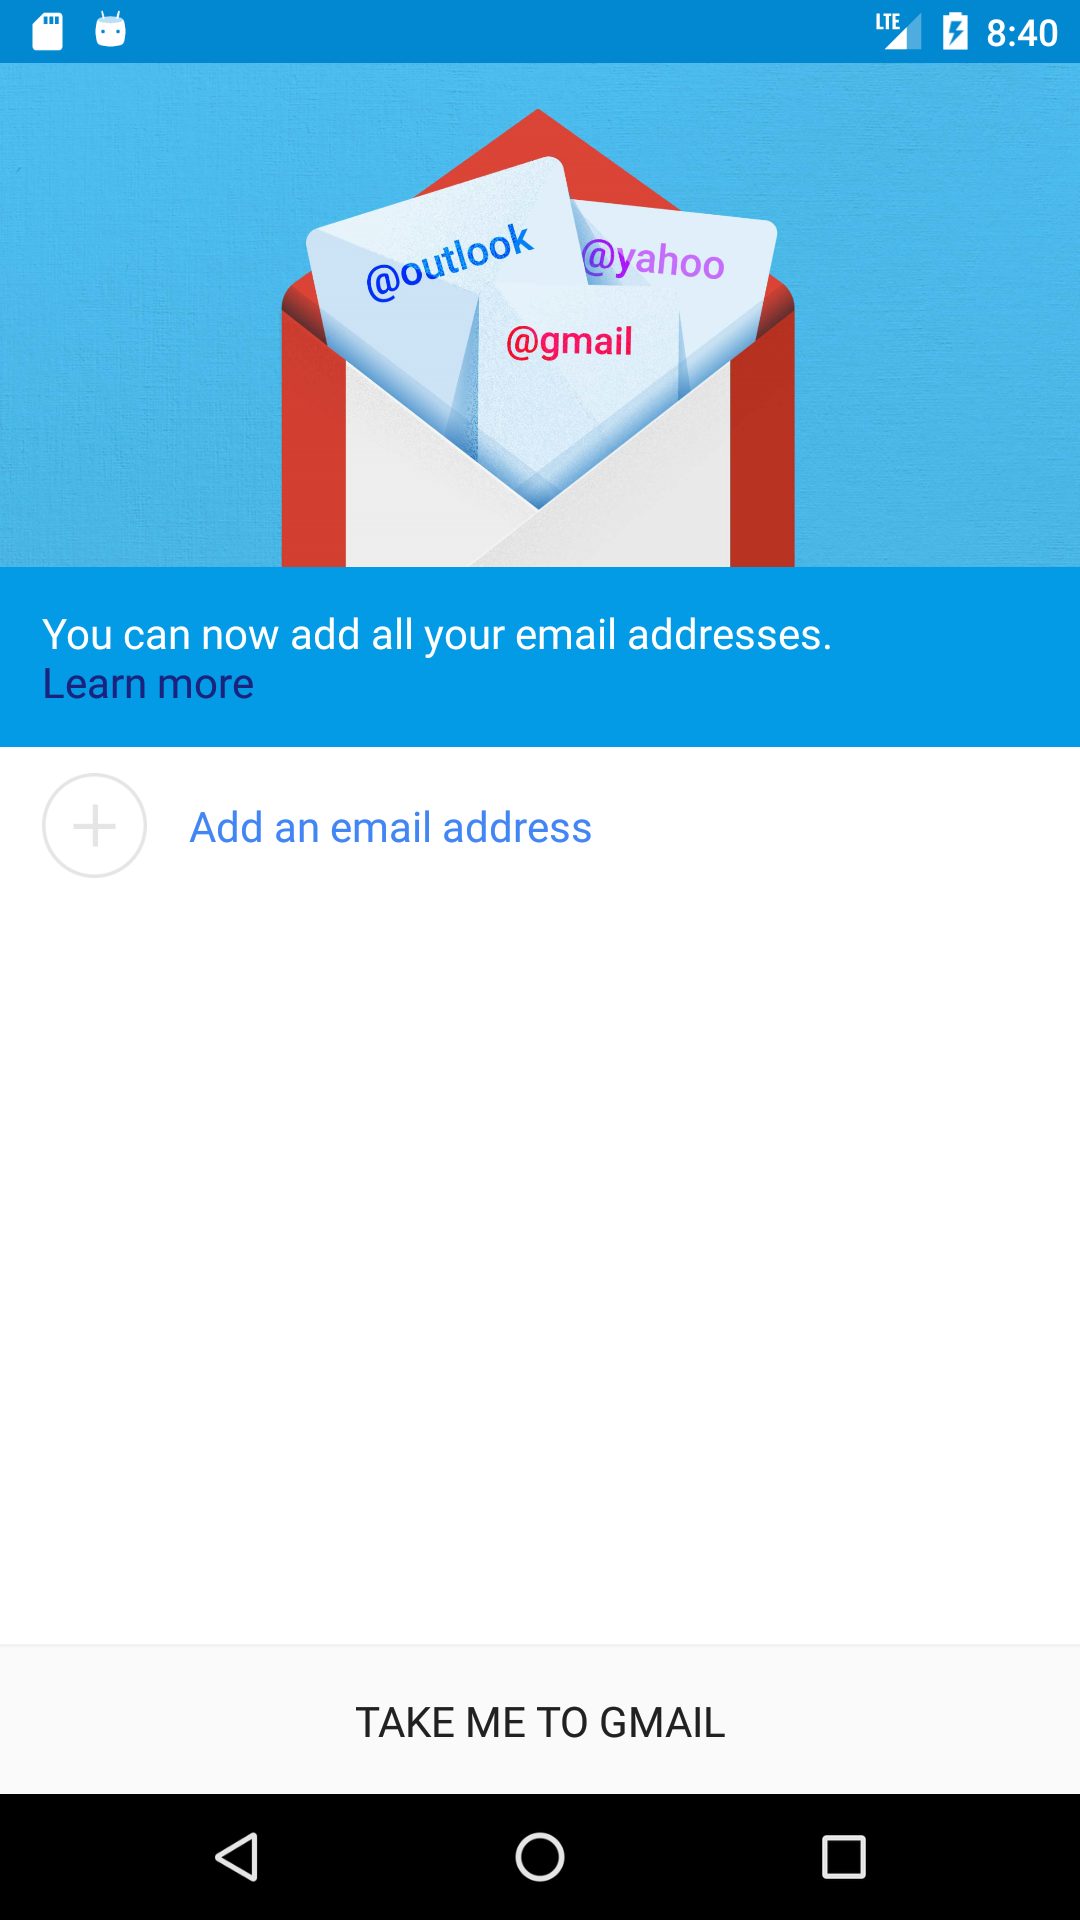 LTE 8:40
@outlook
@yahoo
@gmail
You can now add all your email addresses.
Learn more
Add an email address
TAKE ME TO GMAIL